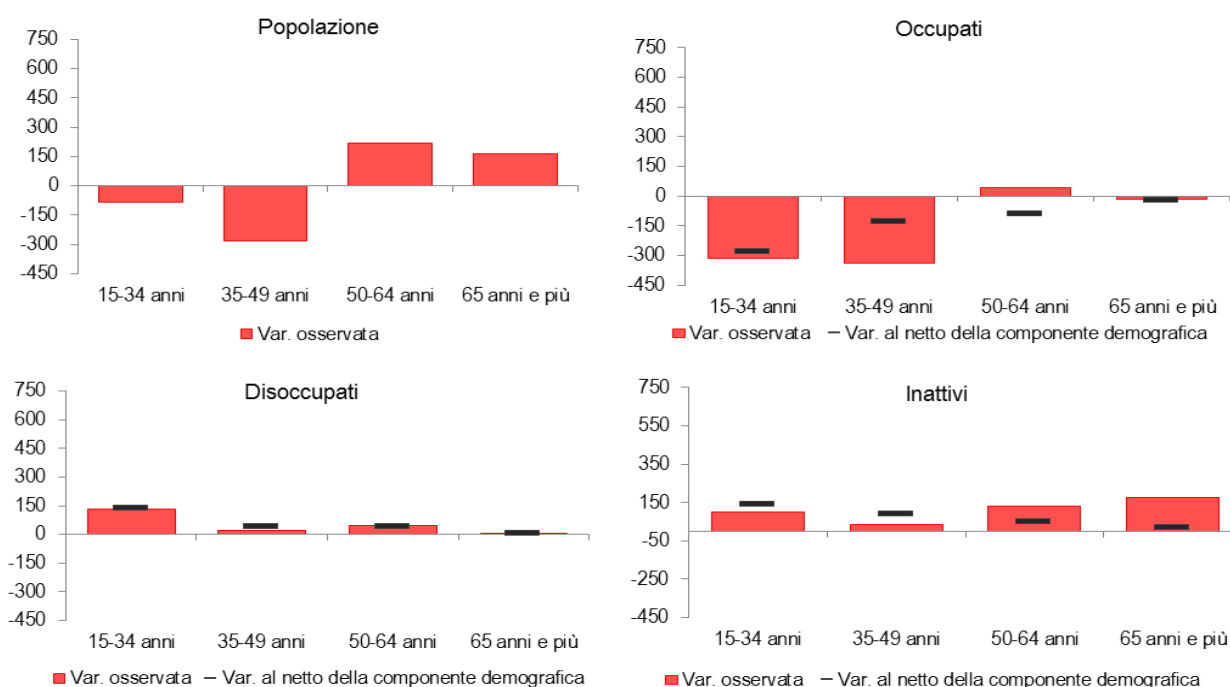 Popolazione
750
600
450
300
150
0
-150
-300
-450
15-34 anni 35-49 anni 50-64 anni 65 anni e più
Var. osservata
Occupati
750
600
450
300
150
0
-150
-300
-450
15-34 anni 35-49 anni 50-64 anni 65 anni e più
Var. osservata Var. al netto della componente demografica
Disoccupati
750
600
450
300
150
0
-150
-300
-450
15-34 anni 35-49 anni 50-64 anni 65 anni e più
Var. osservata Var. al netto della componente demografica
Inattivi
750
550
350
150
-50
-250
-450
15-34 anni 35-49 anni 50-64 anni 65 anni e più
Var. osservata Var. al netto della componente demografica